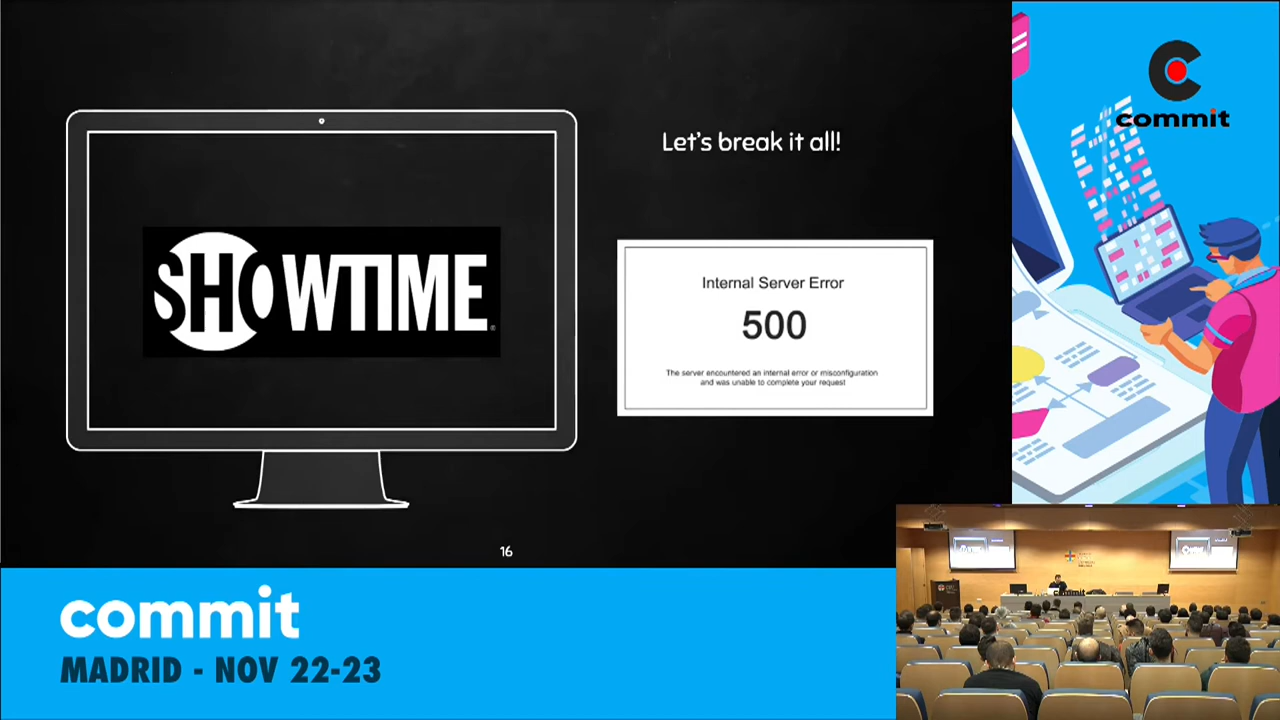 Let's break it all!
SHOWTIME
Internal Server Error
500
The server encountered an internal error or misconfiguration
and was unable to complete your request
16
commit
commit
MADRID - NOV 22-23